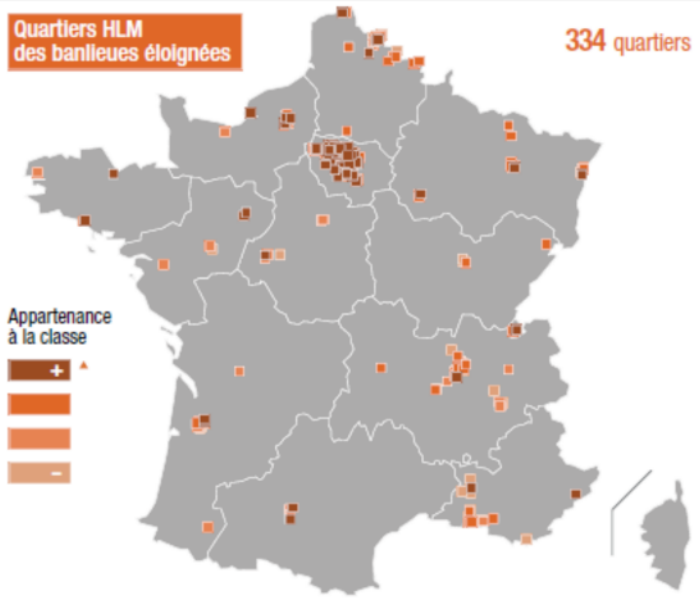 Quartiers HLM
des banlieues éloignées
334 quartiers
Appartenance
à la classe
+
-